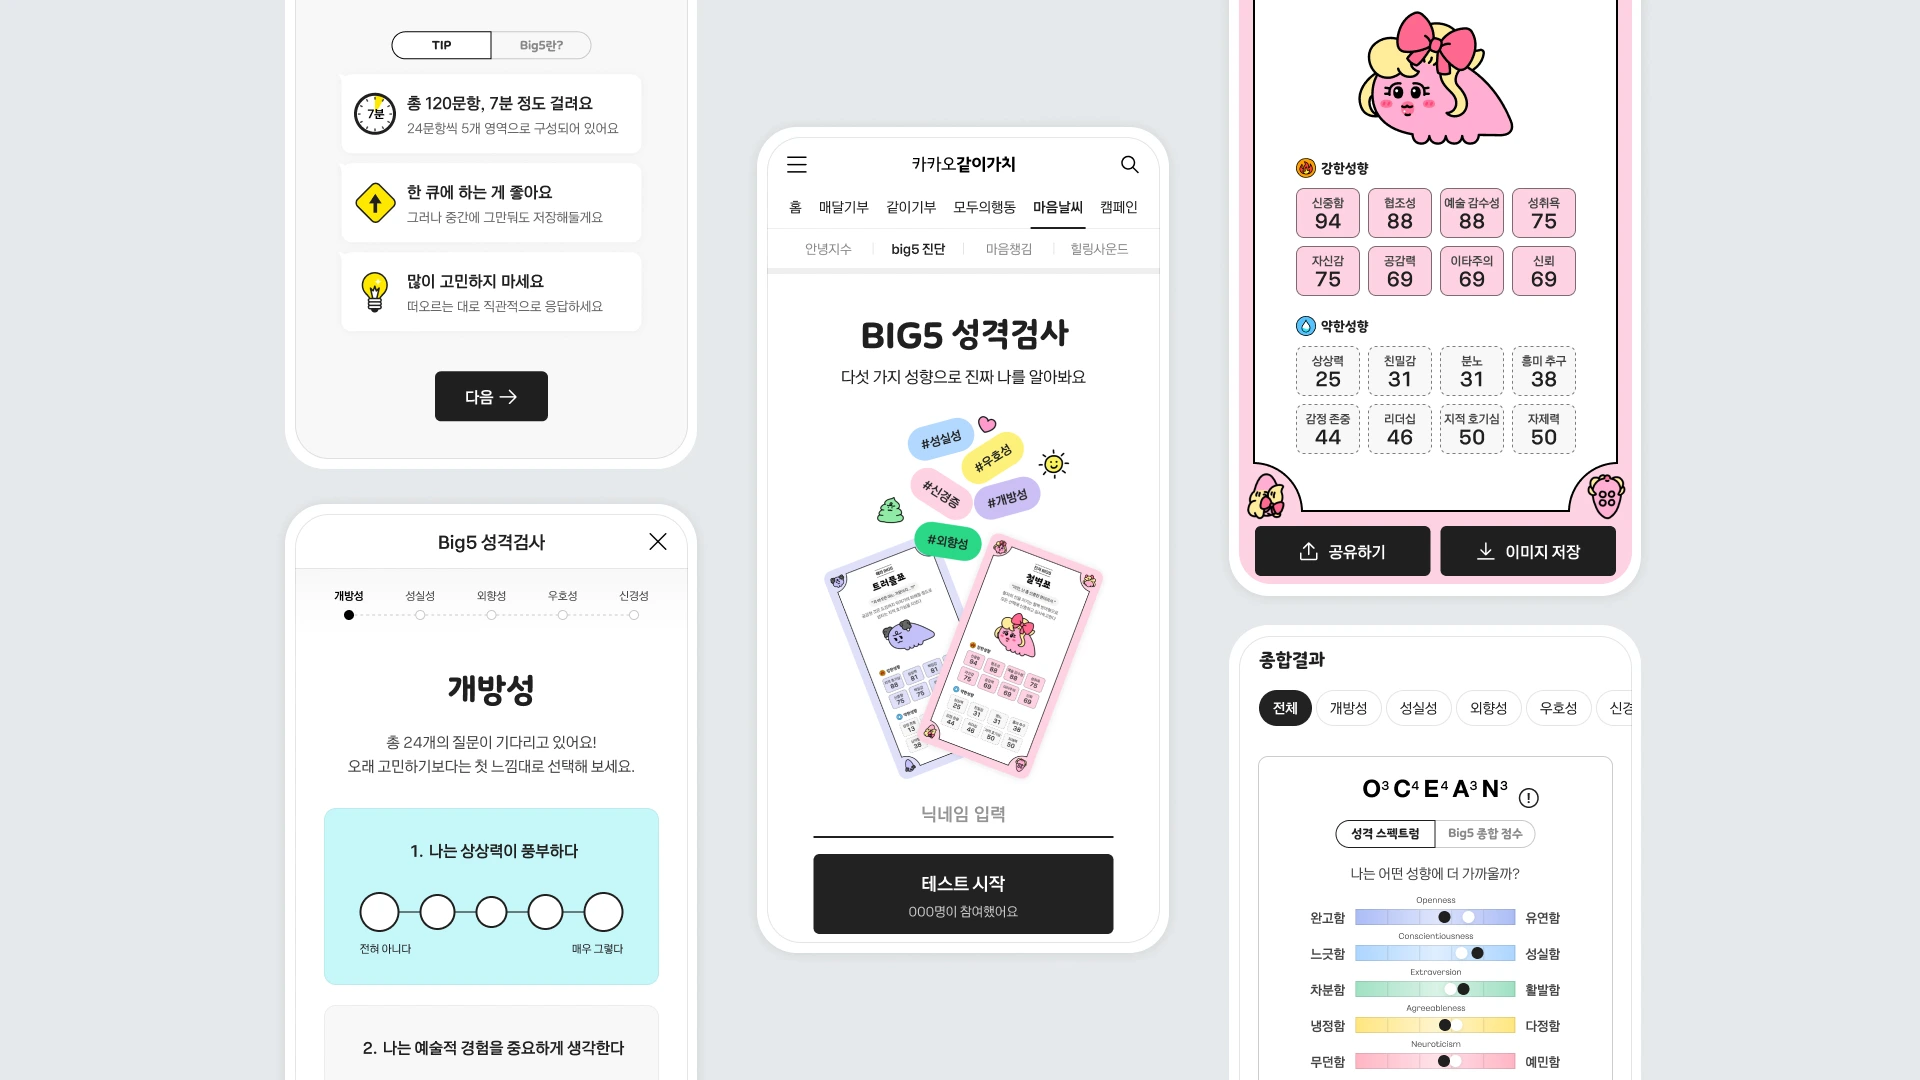 TIP
Big5란?
7분
총 120문항, 7분 정도 걸려요
24문항씩 5개 영역으로 구성되어 있어요
한 큐에 하는 게 좋아요
그러나 중간에 그만둬도 저장해둘게요
많이 고민하지 마세요
떠오르는 대로 직관적으로 응답하세요
다음 →
Big5 성격검사
개방성 성실성 외향성 우호성 신경성
개방성
총 24개의 질문이 기다리고 있어요!
오래 고민하기보다는 첫 느낌대로 선택해 보세요.
1. 나는 상상력이 풍부하다
전혀 아니다 매우 그렇다
2. 나는 예술적 경험을 중요하게 생각한다
카카오같이가치
홈 매달기부 같이기부 모두의행동 마음날씨 캠페인
안녕지수 big5 진단 마음챙김 힐링사운드
BIG5 성격검사
다섯 가지 성향으로 진짜 나를 알아봐요
#성실성
#우호성
#신경증
#개방성
#외향성
트러플표
철벽표
닉네임 입력
테스트 시작
000명이 참여했어요
강한성향
신중함 협조성 예술 감수성 성취욕
94 88 88 75
자신감 공감력 이타주의 신뢰
75 69 69 69
약한성향
상상력 친밀감 분노 흥미 추구
25 31 31 38
감정 존중 리더십 지적 호기심 자제력
44 46 50 50
공유하기
이미지 저장
종합결과
전체 개방성 성실성 외향성 우호성 신경
O3 C4 E4 A3 N3
성격 스펙트럼 Big5 종합 점수
나는 어떤 성향에 더 가까울까?
Openness
완고함 유연함
Conscientiousness
느긋함 성실함
Extraversion
차분함 활발함
Agreeableness
냉정함 다정함
Neuroticism
무던함 예민함